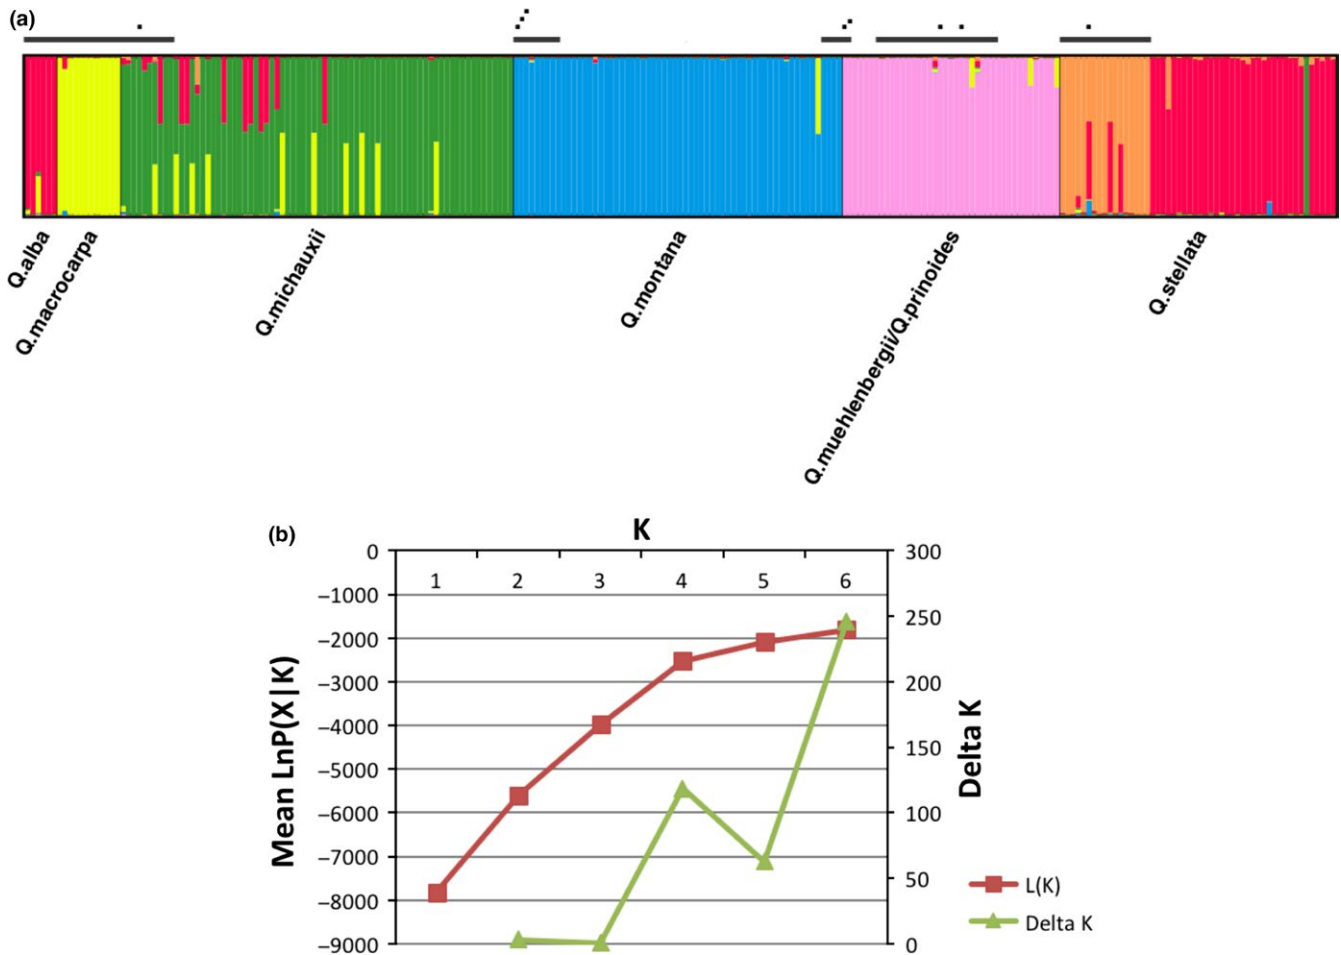 (a)
Q.alba
Q.macrocarpa
Q.michauxii
Q.montana
Q.muehlenbergii/Q.prinoides
Q.stellata
(b)
K
0
–1000
–2000
–3000
–4000
–5000
–6000
–7000
–8000
–9000
Mean LnP(X|K)
1 2 3 4 5 6
300
250
200
150
100
50
0
Delta K
L(K)
Delta K